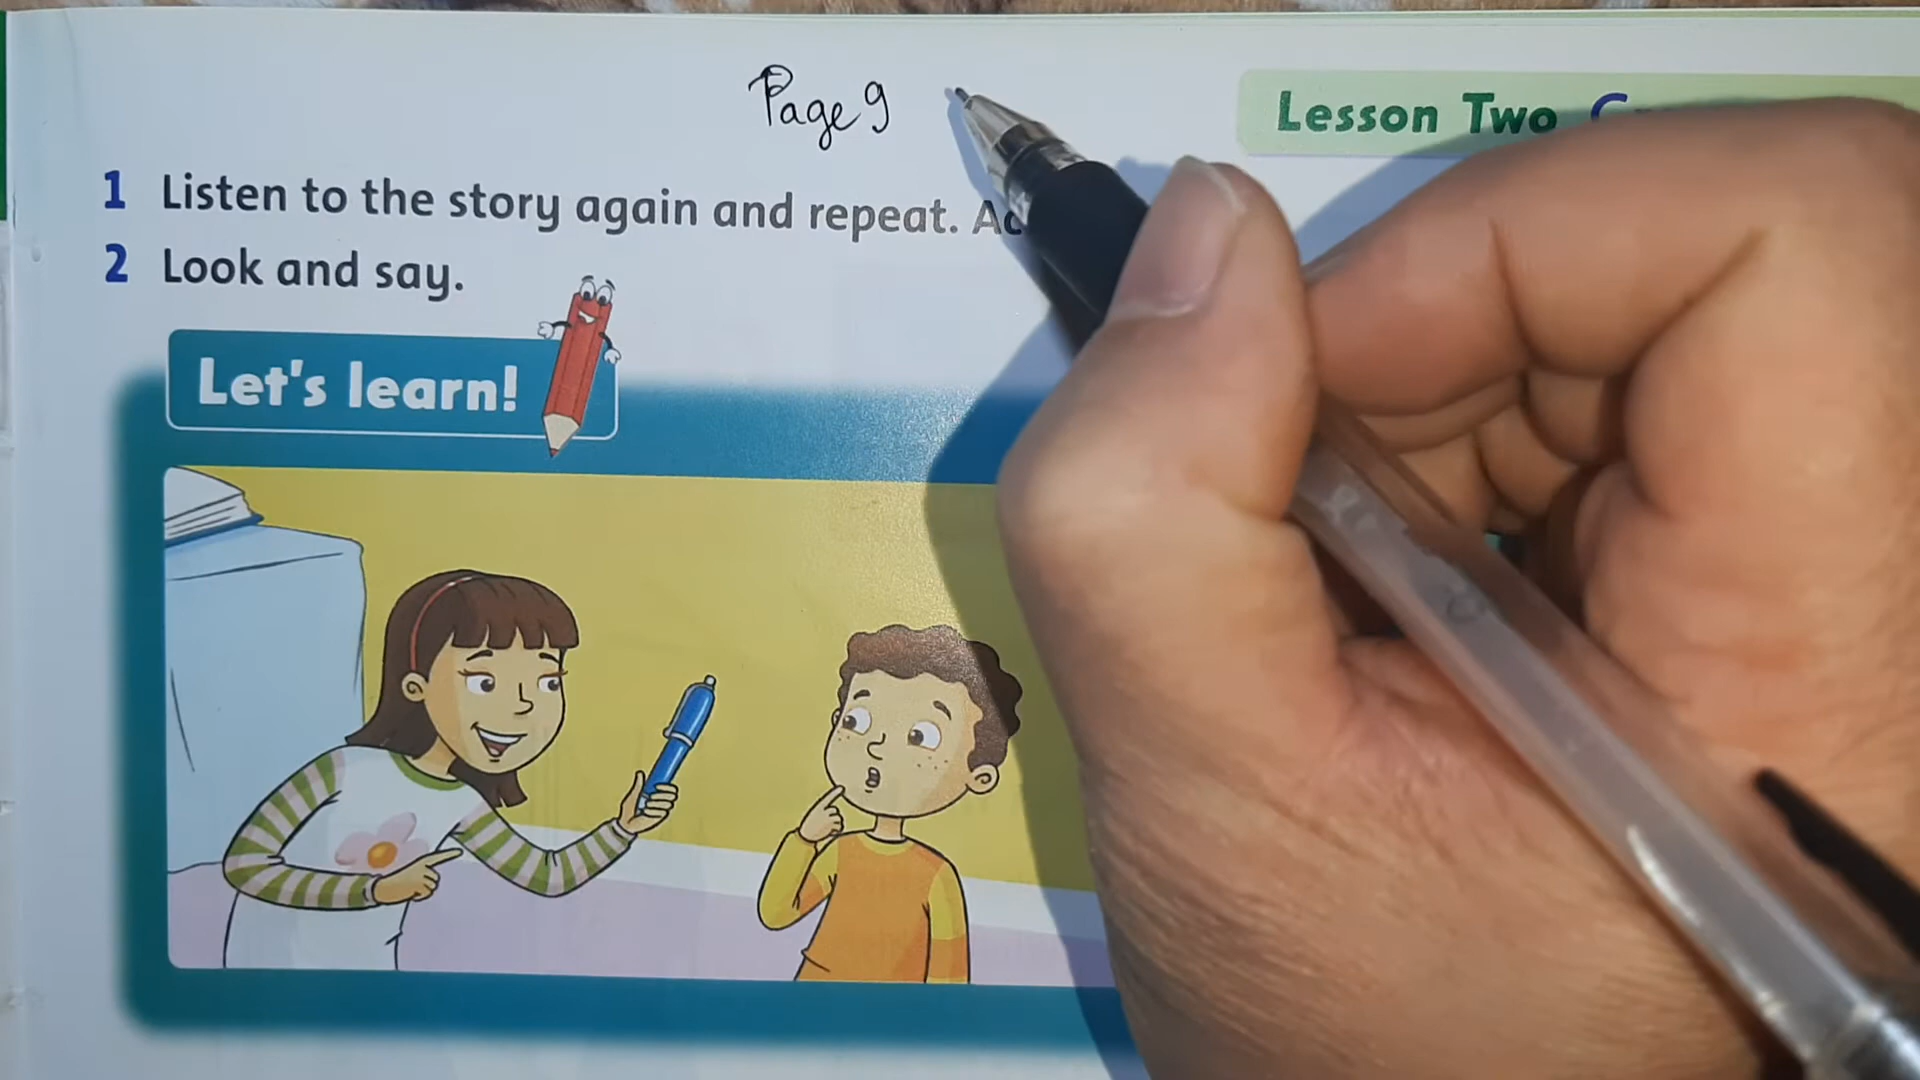 Page 9
Lesson Two
1 Listen to the story again and repeat.
2 Look and say.
Let's learn!